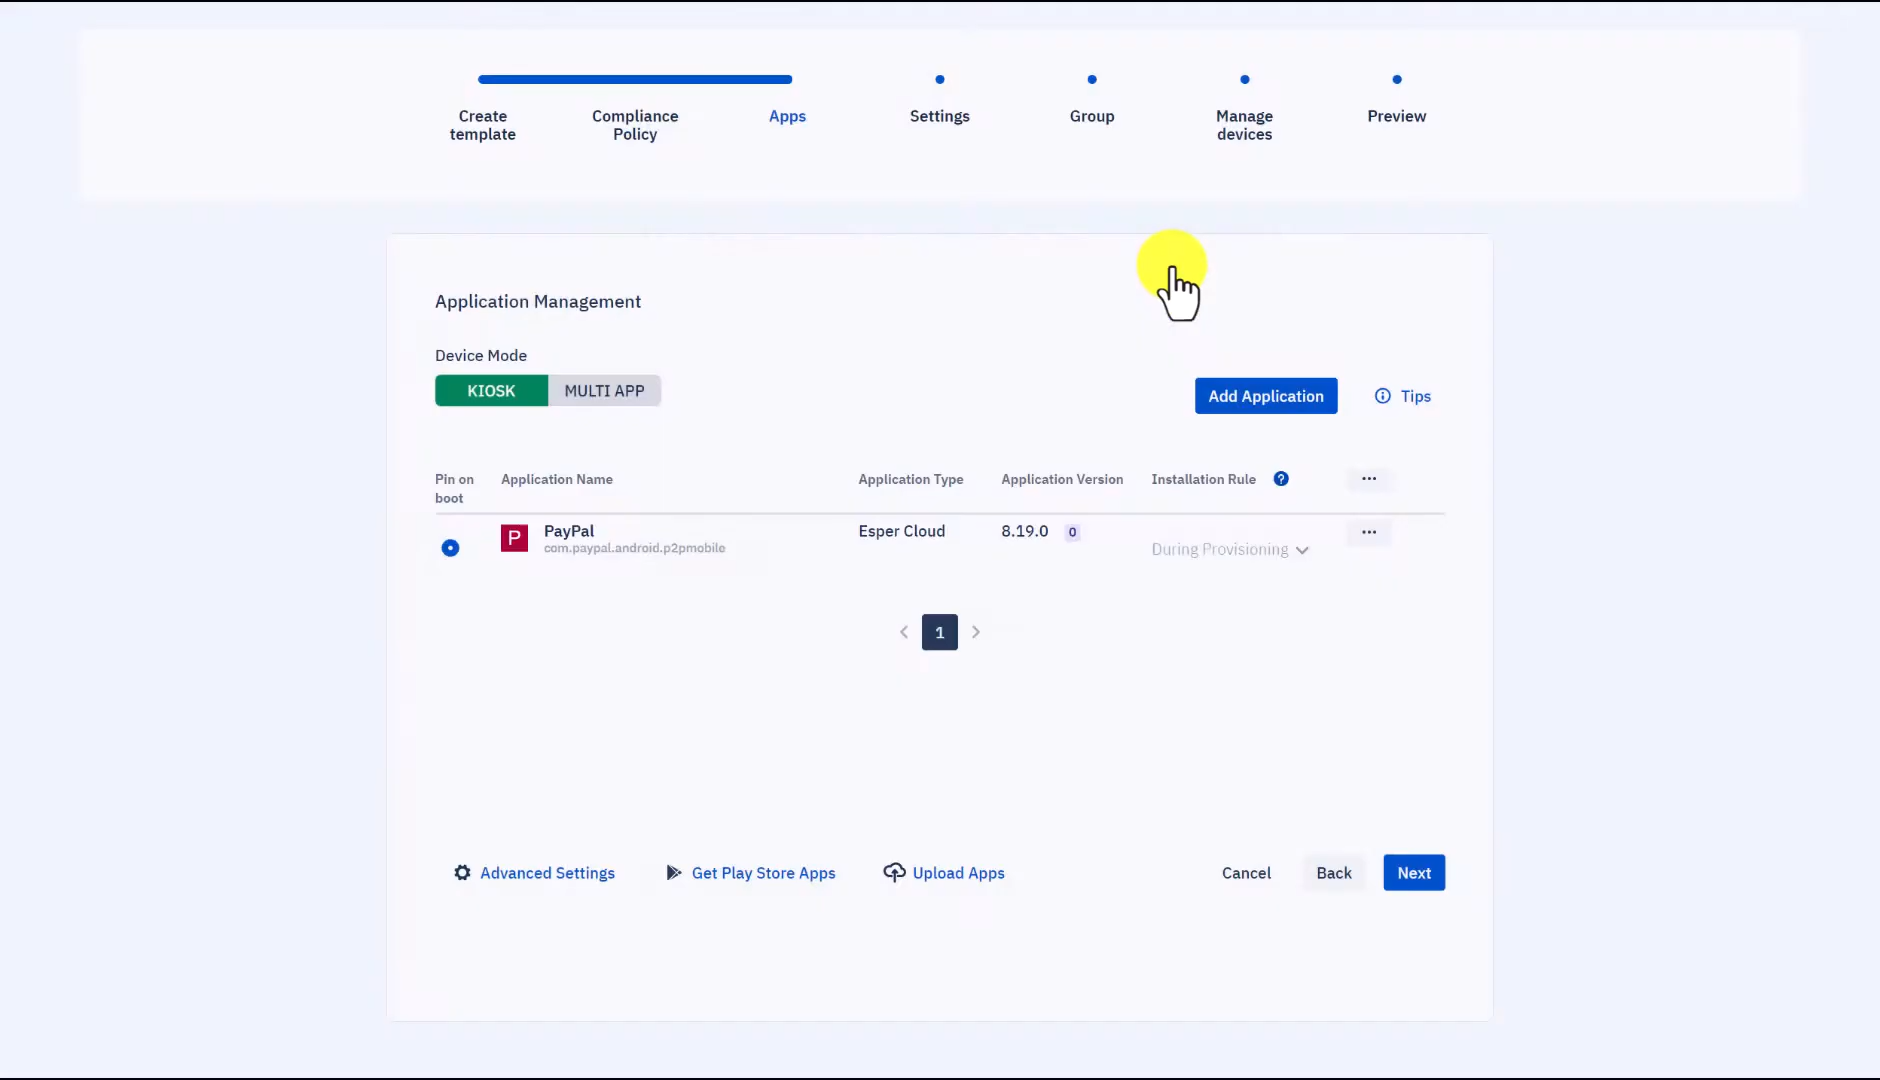 Create
template
Compliance
Policy
Apps
Settings
Group
Manage
devices
Preview
Application Management
Device Mode
KIOSK MULTI APP
Add Application
Tips
Pin on
boot
Application Name
Application Type
Application Version
Installation Rule ?
...
P
PayPal
com.paypal.android.p2pmobile
Esper Cloud
8.19.0 0
During Provisioning
...
< 1 >
Advanced Settings
Get Play Store Apps
Upload Apps
Cancel
Back
Next